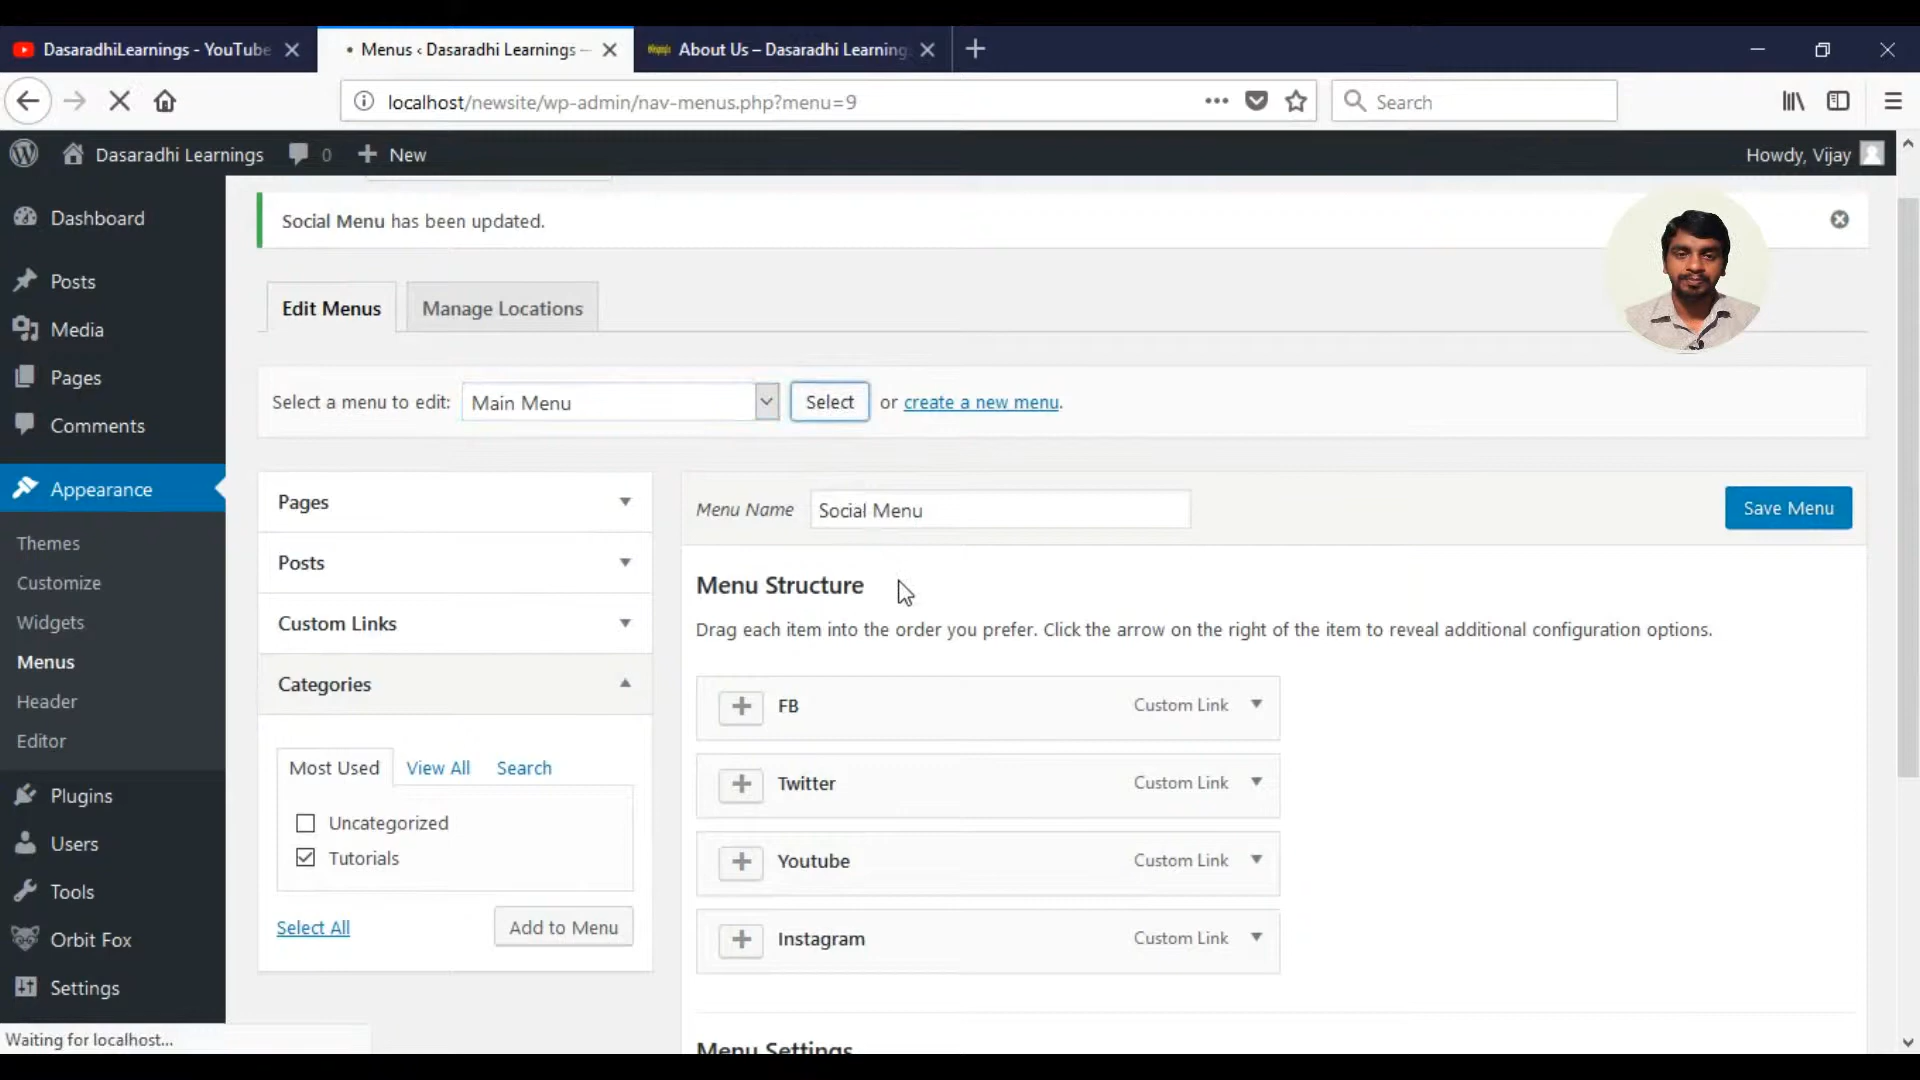 DasaradhiLearnings - YouTube
Menus ‹ Dasaradhi Learnings —
About Us – Dasaradhi Learning
localhost/newsite/wp-admin/nav-menus.php?menu=9
Search
Dasaradhi Learnings
0
New
Howdy, Vijay
Dashboard
Posts
Media
Pages
Comments
Appearance
Themes
Customize
Widgets
Menus
Header
Editor
Plugins
Users
Tools
Orbit Fox
Settings
Social Menu has been updated.
Edit Menus
Manage Locations
Select a menu to edit:
Main Menu
Select
or create a new menu.
Pages
Posts
Custom Links
Categories
Most Used
View All
Search
Uncategorized
Tutorials
Select All
Add to Menu
Menu Name
Social Menu
Save Menu
Menu Structure
Drag each item into the order you prefer. Click the arrow on the right of the item to reveal additional configuration options.
FB
Custom Link
Twitter
Custom Link
Youtube
Custom Link
Instagram
Custom Link
Menu Settings
Waiting for localhost...